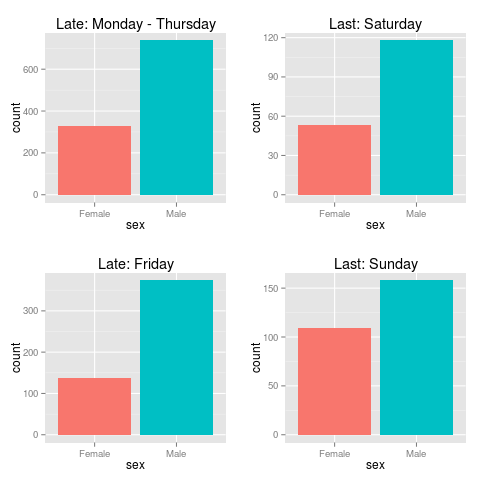 Late: Monday - Thursday
600
400
200
0
count
Female Male
sex
Last: Saturday
120
90
60
30
0
count
Female Male
sex
Late: Friday
300
200
100
0
count
Female Male
sex
Last: Sunday
150
100
50
0
count
Female Male
sex